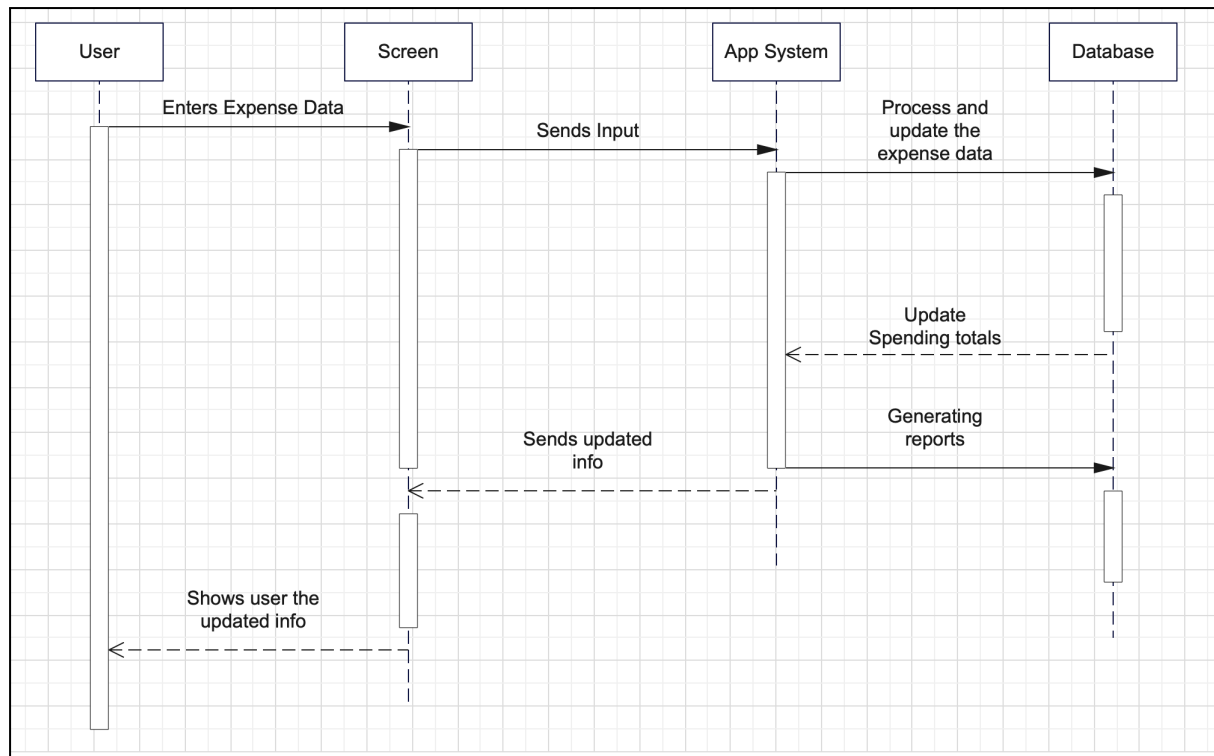 User
Screen
App System
Database
Enters Expense Data
Sends Input
Process and
update the
expense data
Update
Spending totals
Generating
reports
Sends updated
info
Shows user the
updated info